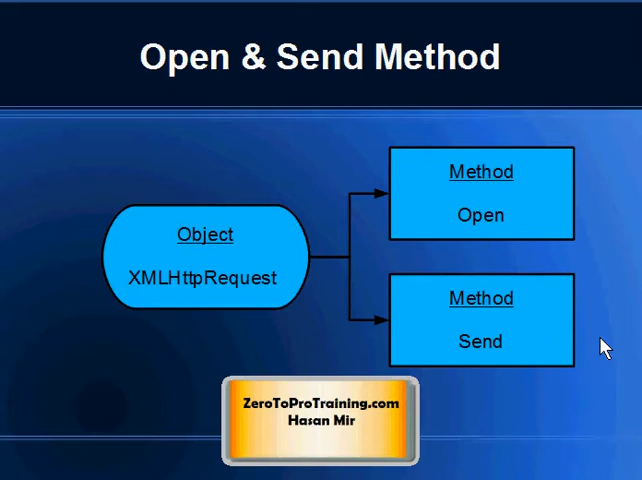 Open & Send Method
Object
XMLHttpRequest
Method
Open
Method
Send
ZeroToProTraining.com
Hasan Mir